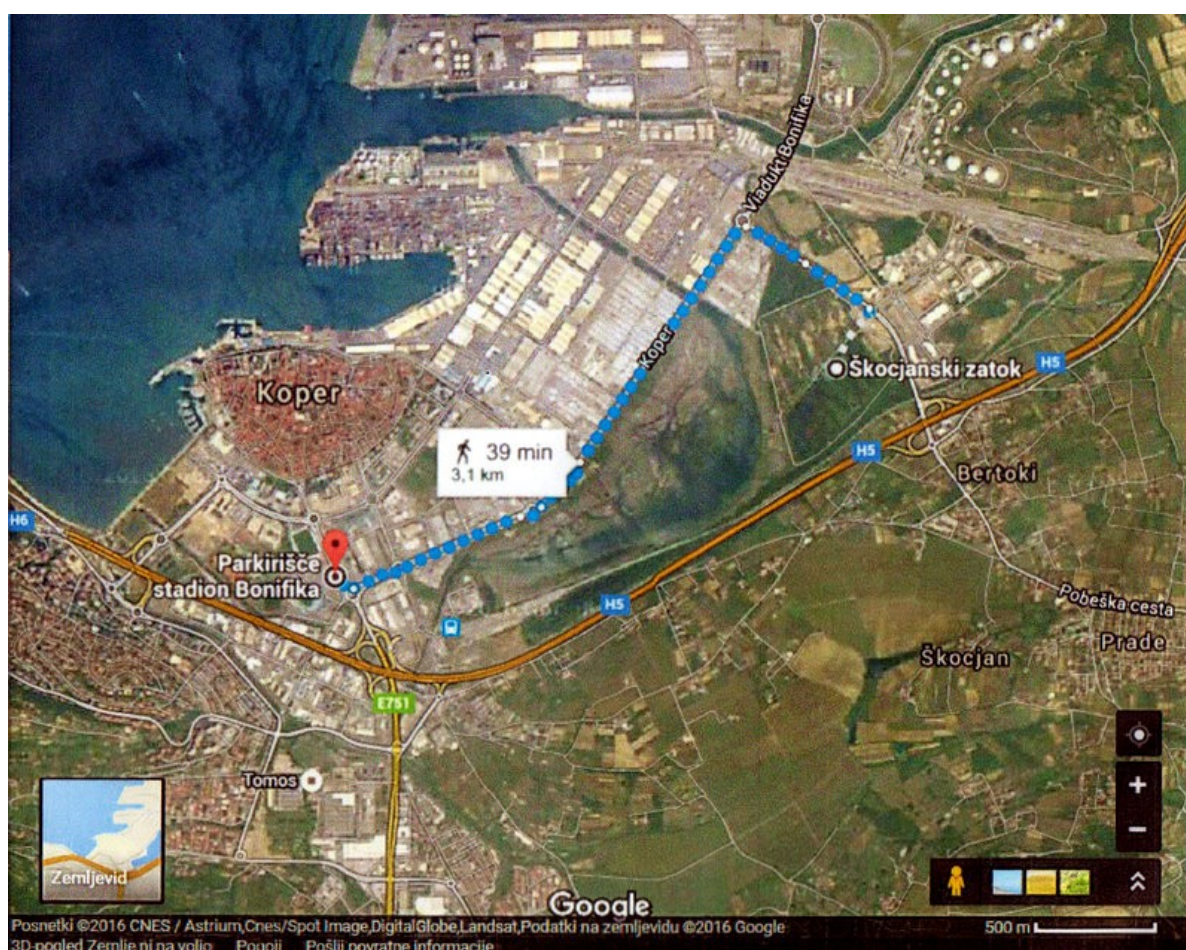 Viadukt Bonifika
Koper
Škocjanski zatok
H5
H5
Koper
39 min
3,1 km
Bertoki
H6
Parkirišče
stadion Bonifika
H5
Pobeška cesta
Prade
Škocjan
E751
Tomos
Zemljevid
Google
Posnetki ©2016 CNES / Astrium,Cnes/Spot Image,DigitalGlobe,Landsat,Podatki na zemljevidu ©2016 Google
500 m
3D-pogled Zemlje ni na voljo Pogoji Pošlji povratne informacije